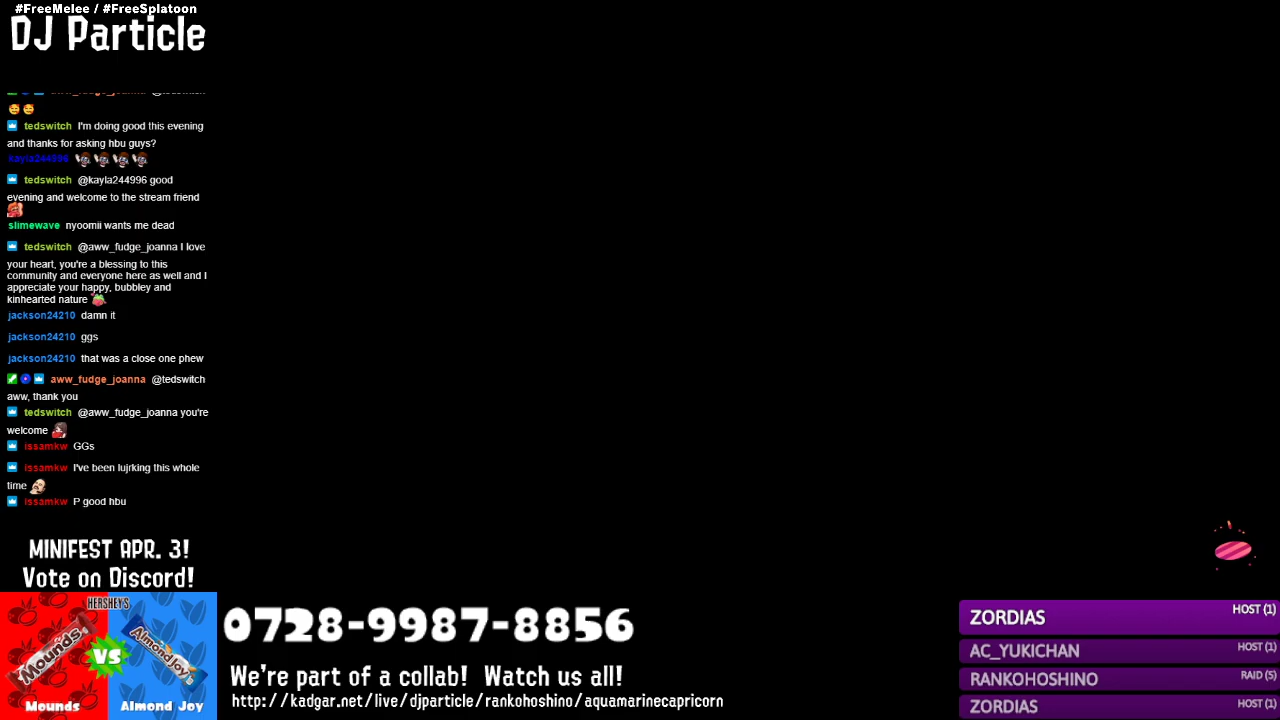 #FreeMelee / #FreeSplatoon
DJ Particle
aww_fudge_joanna @tedswitch
tedswitch I'm doing good this evening
and thanks for asking hbu guys?
kayla244996
tedswitch @kayla244996 good
evening and welcome to the stream friend
slimewave nyoomii wants me dead
tedswitch @aww_fudge_joanna I love
your heart, you're a blessing to this
community and everyone here as well and I
appreciate your happy, bubbley and
kinhearted nature
jackson24210 damn it
jackson24210 ggs
jackson24210 that was a close one phew
aww_fudge_joanna @tedswitch
aww, thank you
tedswitch @aww_fudge_joanna you're
welcome
issamkw GGs
issamkw I've been lujrking this whole
time
issamkw P good hbu
MINIFEST APR. 3!
Vote on Discord!
HERSHEY'S
Mounds
VS
Almond Joy
Mounds
Almond Joy
0728-9987-8856
We're part of a collab! Watch us all!
http://kadgar.net/live/djparticle/rankohoshino/aquamarinecapricorn
ZORDIAS HOST (1)
AC_YUKICHAN HOST (1)
RANKOHOSHINO RAID (5)
ZORDIAS HOST (1)